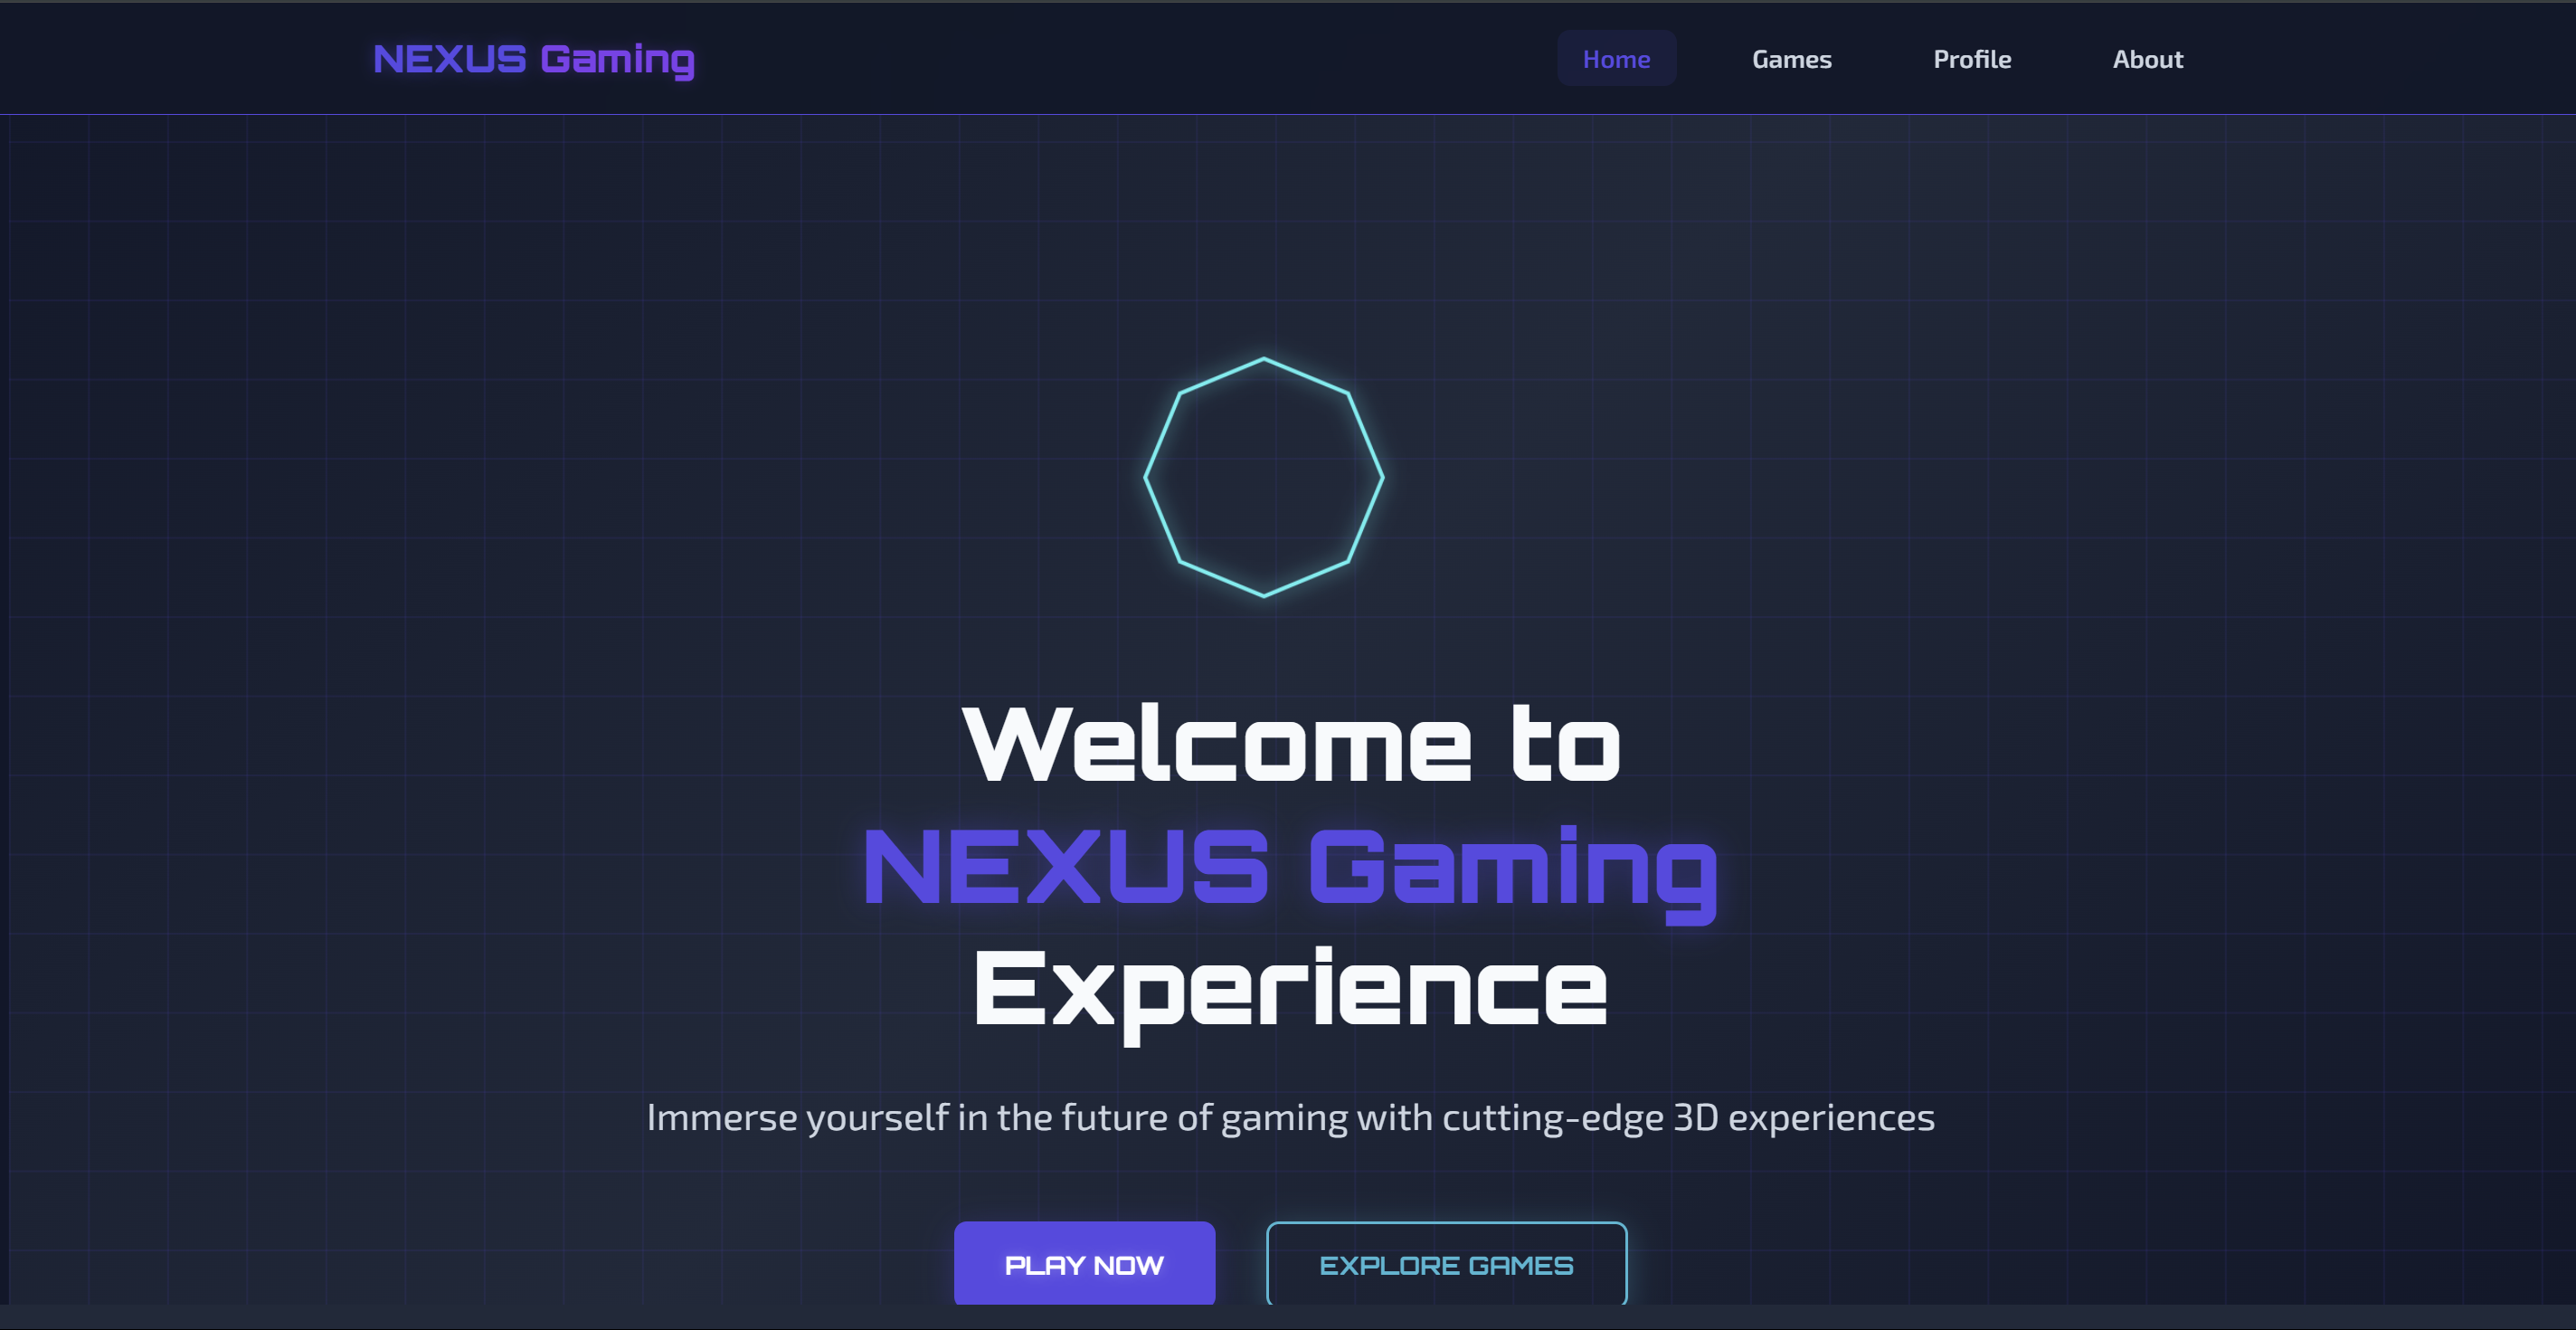 NEXUS Gaming
Home Games Profile About
Welcome to
NEXUS Gaming
Experience
Immerse yourself in the future of gaming with cutting-edge 3D experiences
PLAY NOW EXPLORE GAMES